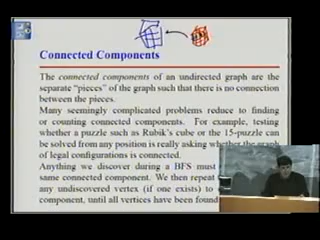 Connected Components
The connected components of an undirected graph are the
separate "pieces" of the graph such that there is no connection
between the pieces.
Many seemingly complicated problems reduce to finding
or counting connected components. For example, testing
whether a puzzle such as Rubik's cube or the 15-puzzle can
be solved from any position is really asking whether the graph
of legal configurations is connected.
Anything we discover during a BFS must
same connected component. We then repeat
any undiscovered vertex (if one exists) to
component, until all vertices have been found